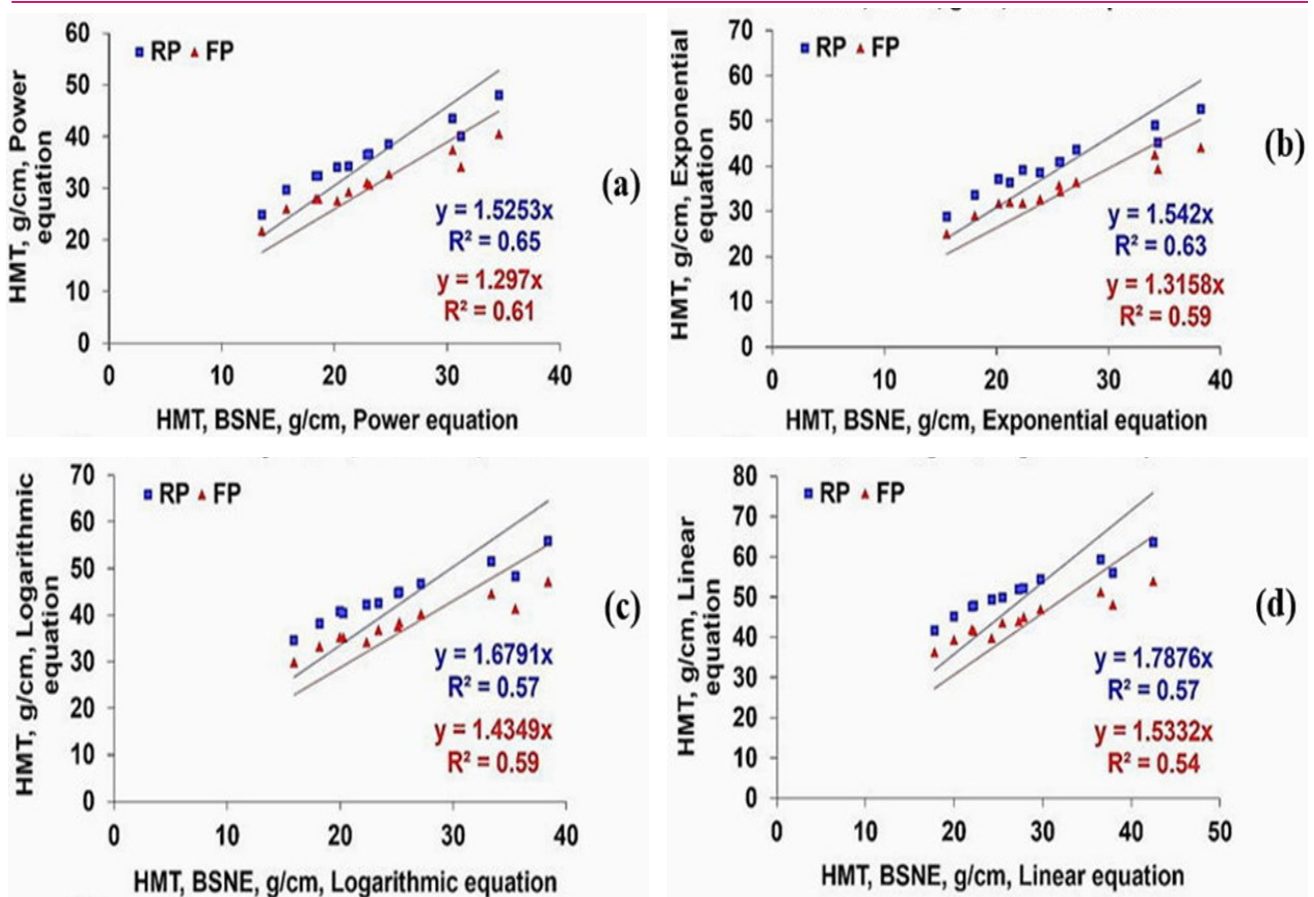 RP FP
HMT, g/cm, Power
equation
60
50
40
30
20
10
0
y = 1.5253x
R² = 0.65
y = 1.297x
R² = 0.61
0 10 20 30 40
HMT, BSNE, g/cm, Power equation
(a)
RP FP
HMT, g/cm, Exponential
equation
70
60
50
40
30
20
10
0
y = 1.542x
R² = 0.63
y = 1.3158x
R² = 0.59
0 10 20 30 40
HMT, BSNE, g/cm, Exponential equation
(b)
RP FP
HMT, g/cm, Logarithmic
equation
70
60
50
40
30
20
10
0
y = 1.6791x
R² = 0.57
y = 1.4349x
R² = 0.59
0 10 20 30 40
HMT, BSNE, g/cm, Logarithmic equation
(c)
RP FP
HMT, g/cm, Linear
equation
80
70
60
50
40
30
20
10
0
y = 1.7876x
R² = 0.57
y = 1.5332x
R² = 0.54
0 10 20 30 40 50
HMT, BSNE, g/cm, Linear equation
(d)